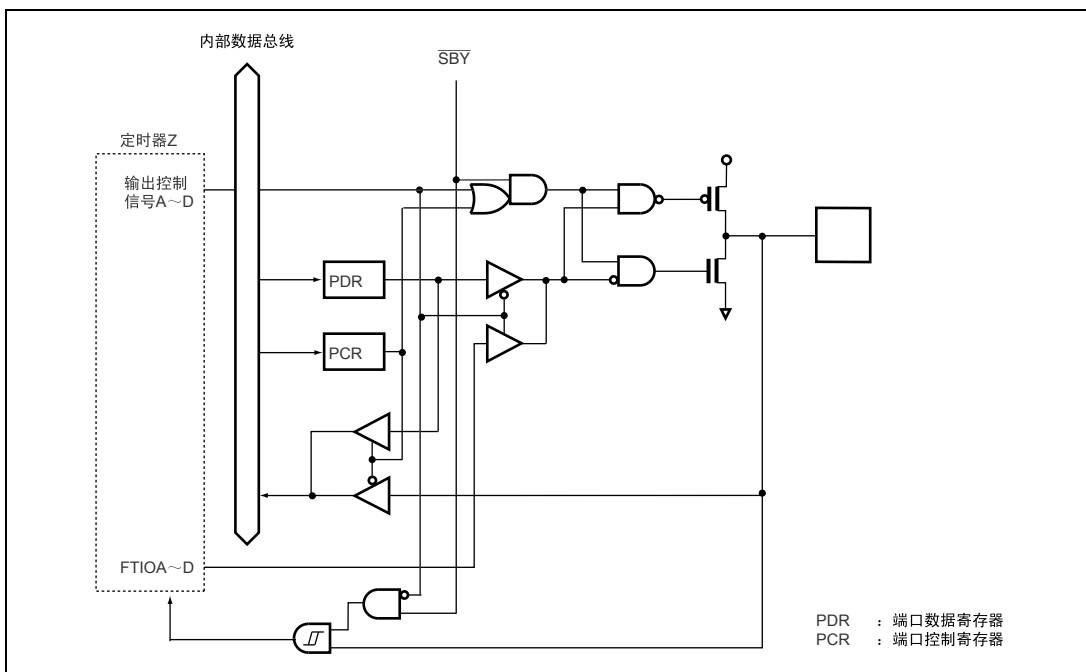 内部数据总线
SBY
定时器Z
输出控制
信号A～D
PDR
PCR
FTIOA～D
PDR ：端口数据寄存器
PCR ：端口控制寄存器